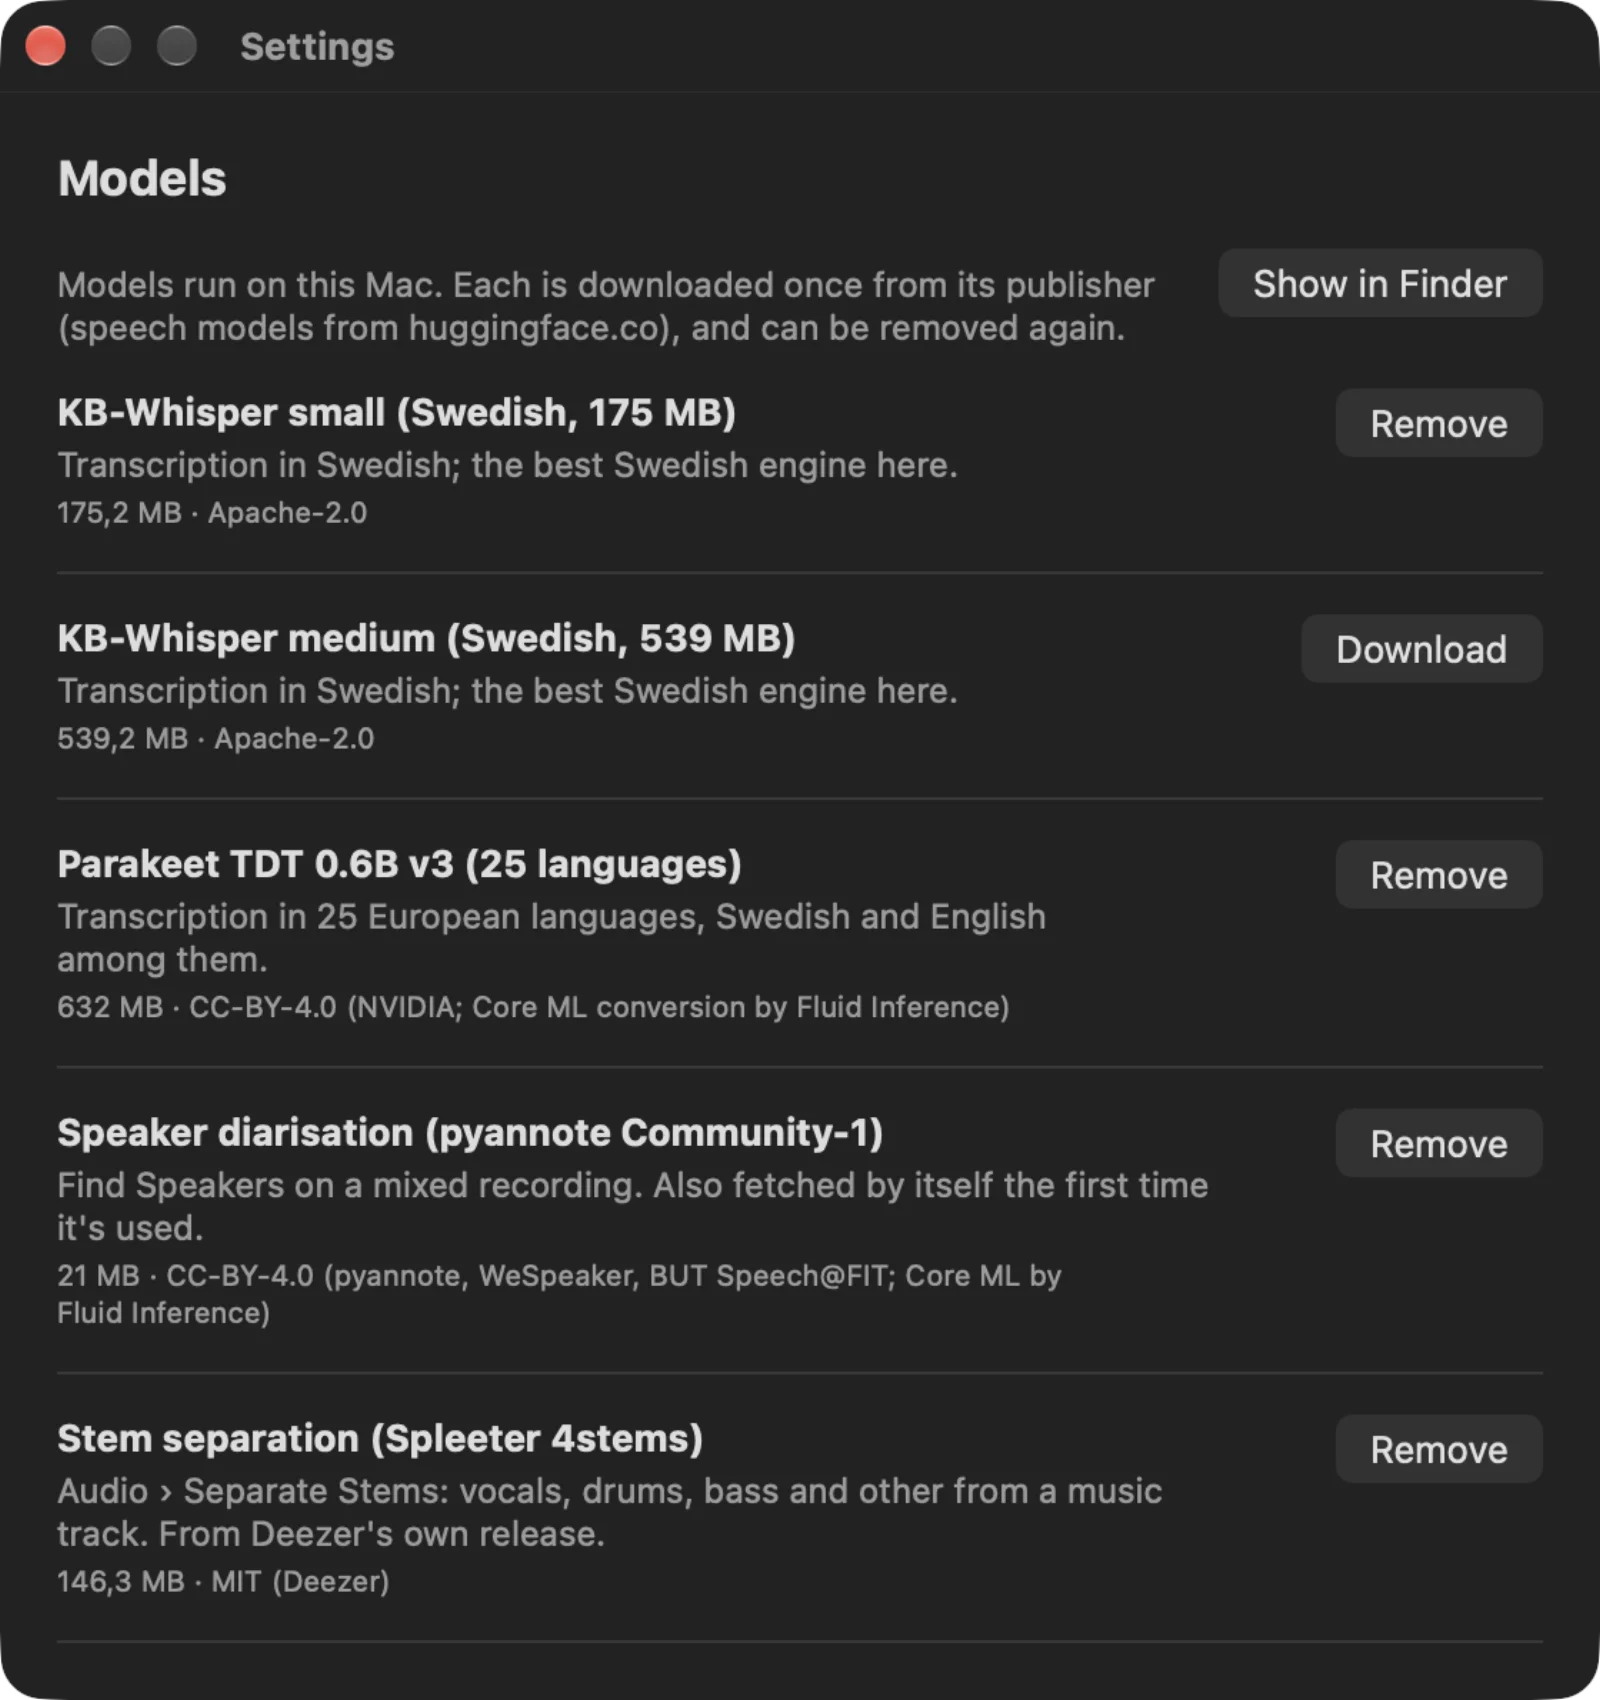 Settings
Models
Models run on this Mac. Each is downloaded once from its publisher
(speech models from huggingface.co), and can be removed again.
Show in Finder
KB-Whisper small (Swedish, 175 MB)
Remove
Transcription in Swedish; the best Swedish engine here.
175,2 MB · Apache-2.0
KB-Whisper medium (Swedish, 539 MB)
Download
Transcription in Swedish; the best Swedish engine here.
539,2 MB · Apache-2.0
Parakeet TDT 0.6B v3 (25 languages)
Remove
Transcription in 25 European languages, Swedish and English
among them.
632 MB · CC-BY-4.0 (NVIDIA; Core ML conversion by Fluid Inference)
Speaker diarisation (pyannote Community-1)
Remove
Find Speakers on a mixed recording. Also fetched by itself the first time
it's used.
21 MB · CC-BY-4.0 (pyannote, WeSpeaker, BUT Speech@FIT; Core ML by
Fluid Inference)
Stem separation (Spleeter 4stems)
Remove
Audio › Separate Stems: vocals, drums, bass and other from a music
track. From Deezer's own release.
146,3 MB · MIT (Deezer)